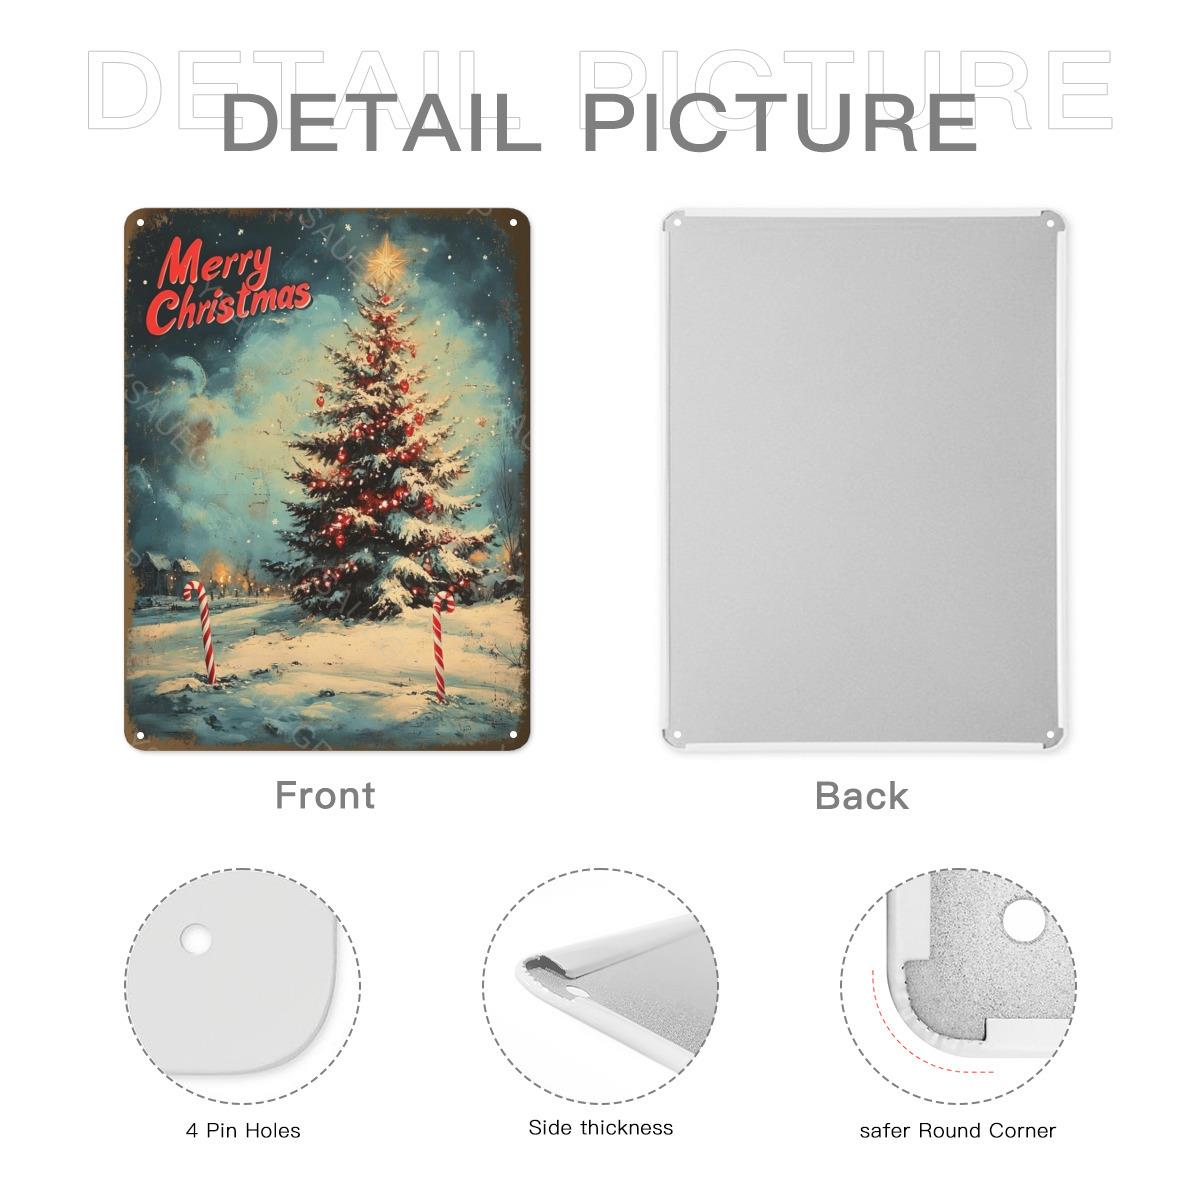 DETAIL PICTURE
DETAIL PICTURE
Merry
Christmas
Front
Back
4 Pin Holes
Side thickness
safer Round Corner